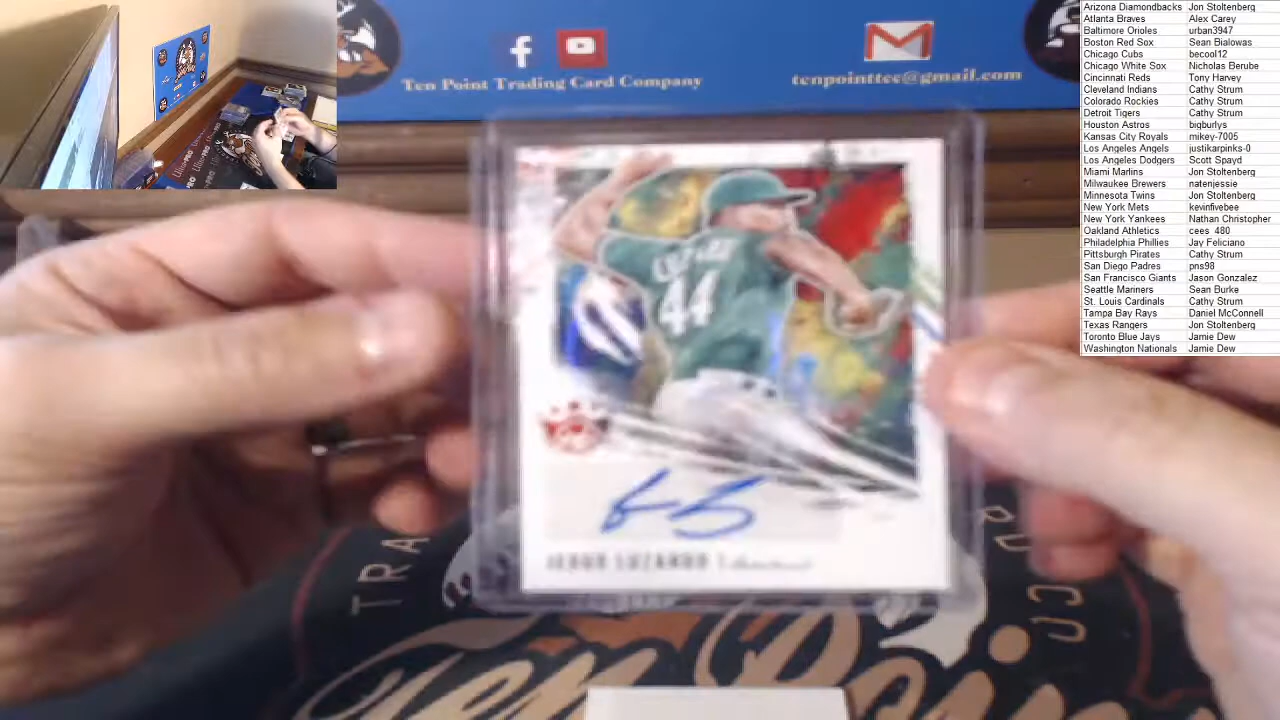 Ten Point Trading Card Company
tenpointtcc@gmail.com
Arizona Diamondbacks Jon Stoltenberg
Atlanta Braves Alex Carey
Baltimore Orioles urban3947
Boston Red Sox Sean Bialowas
Chicago Cubs becool12
Chicago White Sox Nicholas Berube
Cincinnati Reds Tony Harvey
Cleveland Indians Cathy Strum
Colorado Rockies Cathy Strum
Detroit Tigers Cathy Strum
Houston Astros bigburlys
Kansas City Royals mikey-7005
Los Angeles Angels justikarpinks-0
Los Angeles Dodgers Scott Spayd
Miami Marlins Jon Stoltenberg
Milwaukee Brewers natenjessie
Minnesota Twins Jon Stoltenberg
New York Mets kevinfivebee
New York Yankees Nathan Christopher
Oakland Athletics cees_480
Philadelphia Phillies Jay Feliciano
Pittsburgh Pirates Cathy Strum
San Diego Padres pns98
San Francisco Giants Jason Gonzalez
Seattle Mariners Sean Burke
St. Louis Cardinals Cathy Strum
Tampa Bay Rays Daniel McConnell
Texas Rangers Jon Stoltenberg
Toronto Blue Jays Jamie Dew
Washington Nationals Jamie Dew
44
JESUS LUZARDO
TRA